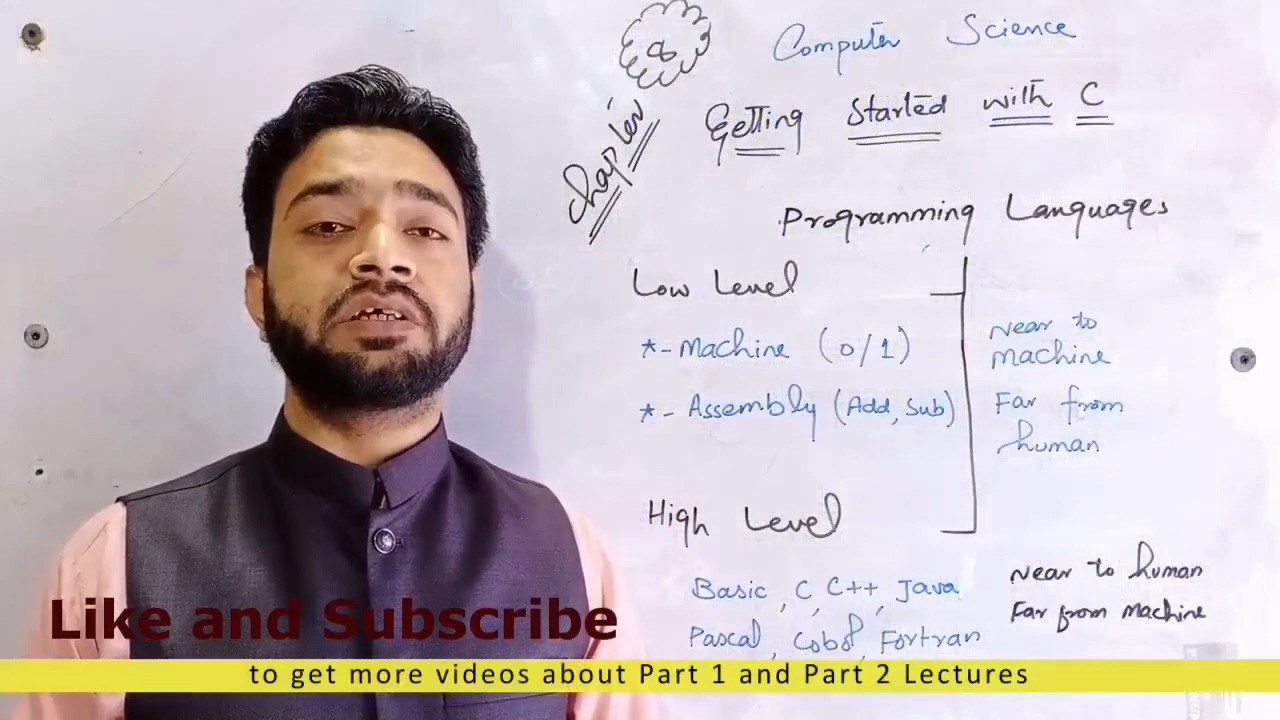 8
Computer Science
Chapter
Getting Started with C
Programming Languages
Low Level
*- Machine (0/1)
*- Assembly (Add, Sub)
Near to
machine
Far from
human
High Level
Basic, C, C++, Java
Pascal, Cobol, Fortran
Near to human
Far from Machine
Like and Subscribe
to get more videos about Part 1 and Part 2 Lectures